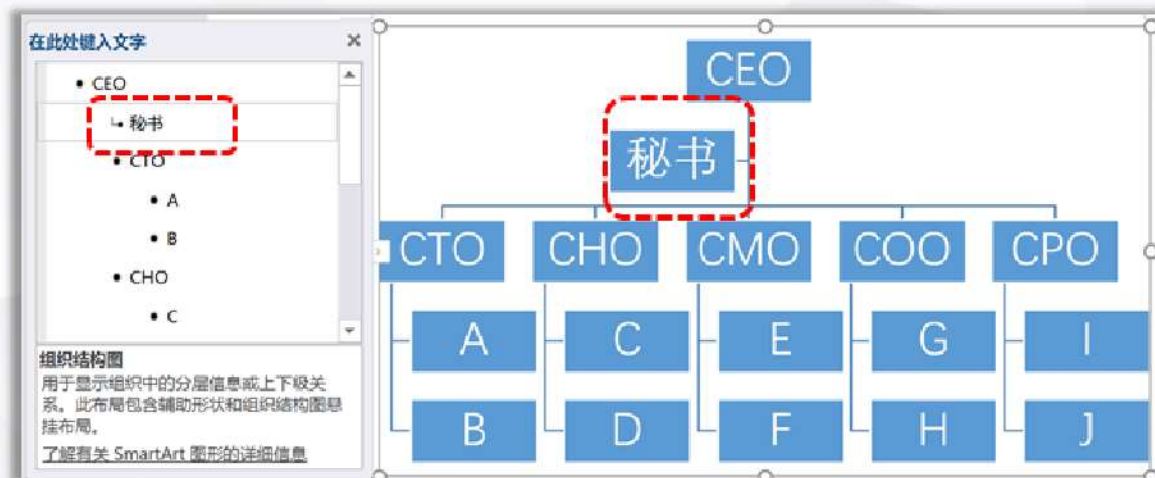 在此处键入文字
CEO
秘书
CTO
A
B
CHO
C
组织结构图
用于显示组织中的分层信息或上下级关
系。此布局包含辅助形状和组织结构图悬
挂布局。
了解有关 SmartArt 图形的详细信息
CEO
秘书
CTO CHO CMO COO CPO
A C E G I
B D F H J